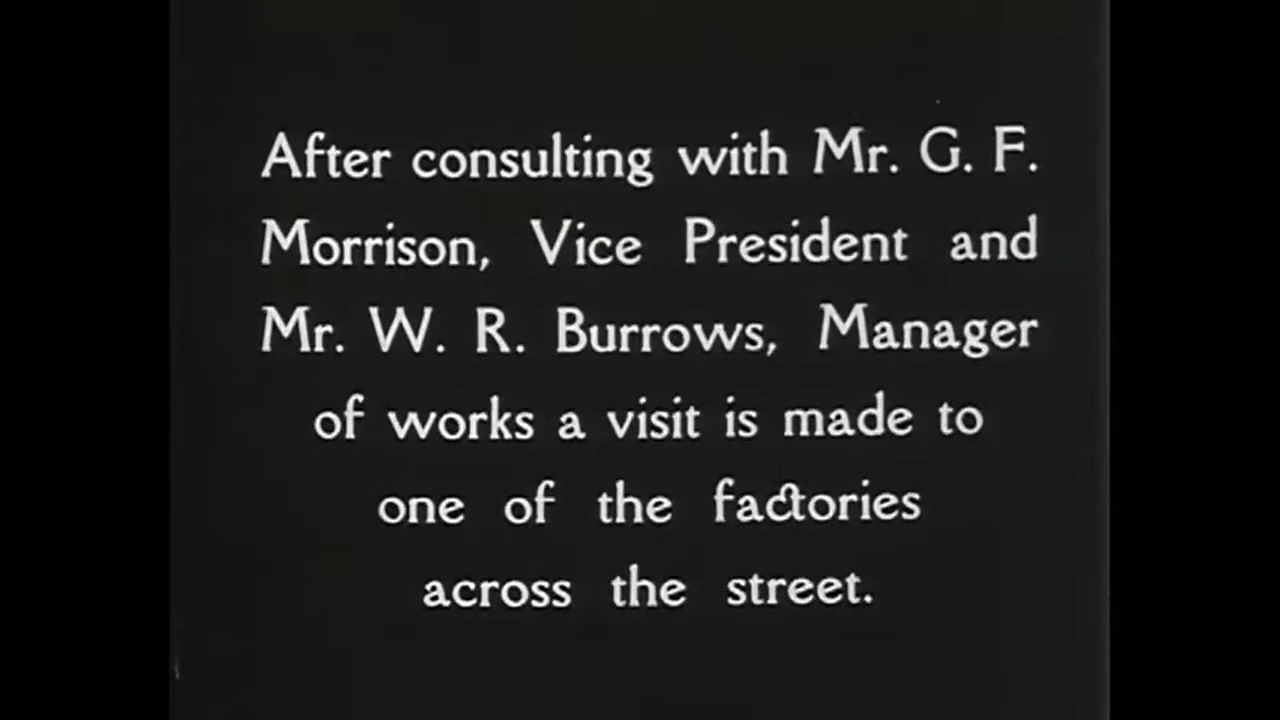 After consulting with Mr. G. F.
Morrison, Vice President and
Mr. W. R. Burrows, Manager
of works a visit is made to
one of the factories
across the street.